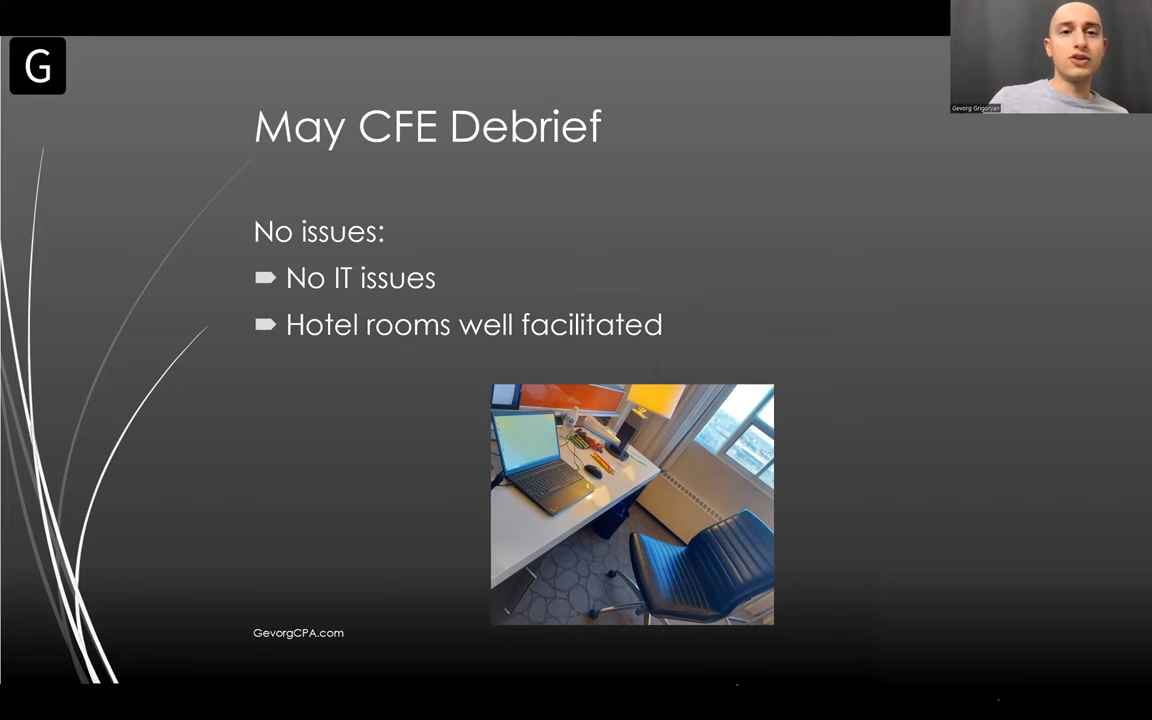 G
May CFE Debrief
No issues:
No IT issues
Hotel rooms well facilitated
GevorgCPA.com
Gevorg Grigoryan